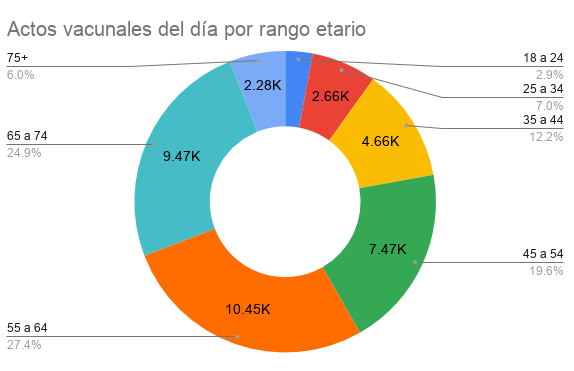 Actos vacunales del día por rango etario
75+
6.0%
18 a 24
2.9%
25 a 34
7.0%
35 a 44
12.2%
2.28K
2.66K
4.66K
65 a 74
24.9%
9.47K
7.47K
45 a 54
19.6%
10.45K
55 a 64
27.4%